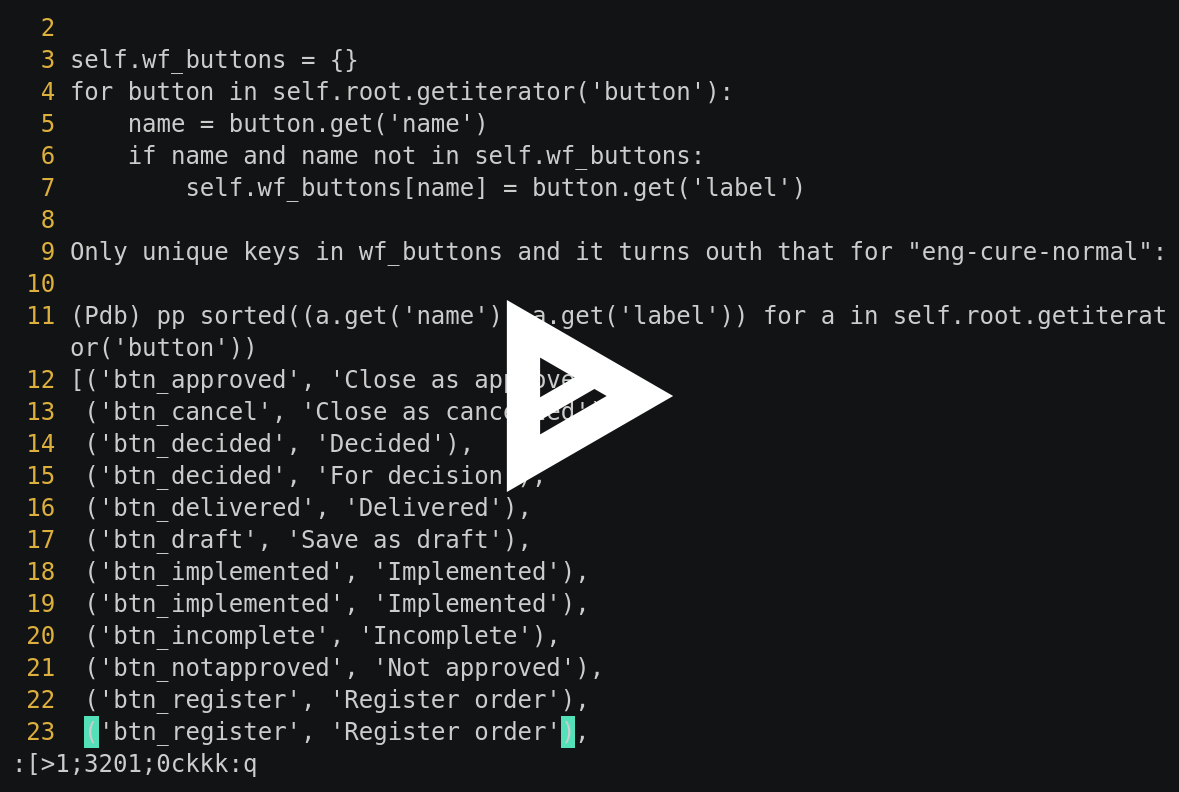 2
3 self.wf_buttons = {}
4 for button in self.root.getiterator('button'):
5     name = button.get('name')
6     if name and name not in self.wf_buttons:
7         self.wf_buttons[name] = button.get('label')
8
9 Only unique keys in wf_buttons and it turns outh that for "eng-cure-normal":
10
11 (Pdb) pp sorted((a.get('name') a.get('label')) for a in self.root.getiterat
or('button'))
12 [('btn_approved', 'Close as
13  ('btn_cancel', 'Close as
14  ('btn_decided', 'Decided'),
15  ('btn_decided', 'For decision'),
16  ('btn_delivered', 'Delivered'),
17  ('btn_draft', 'Save as draft'),
18  ('btn_implemented', 'Implemented'),
19  ('btn_implemented', 'Implemented'),
20  ('btn_incomplete', 'Incomplete'),
21  ('btn_notapproved', 'Not approved'),
22  ('btn_register', 'Register order'),
23  ('btn_register', 'Register order'),
:[>1;3201;0ckkk:q